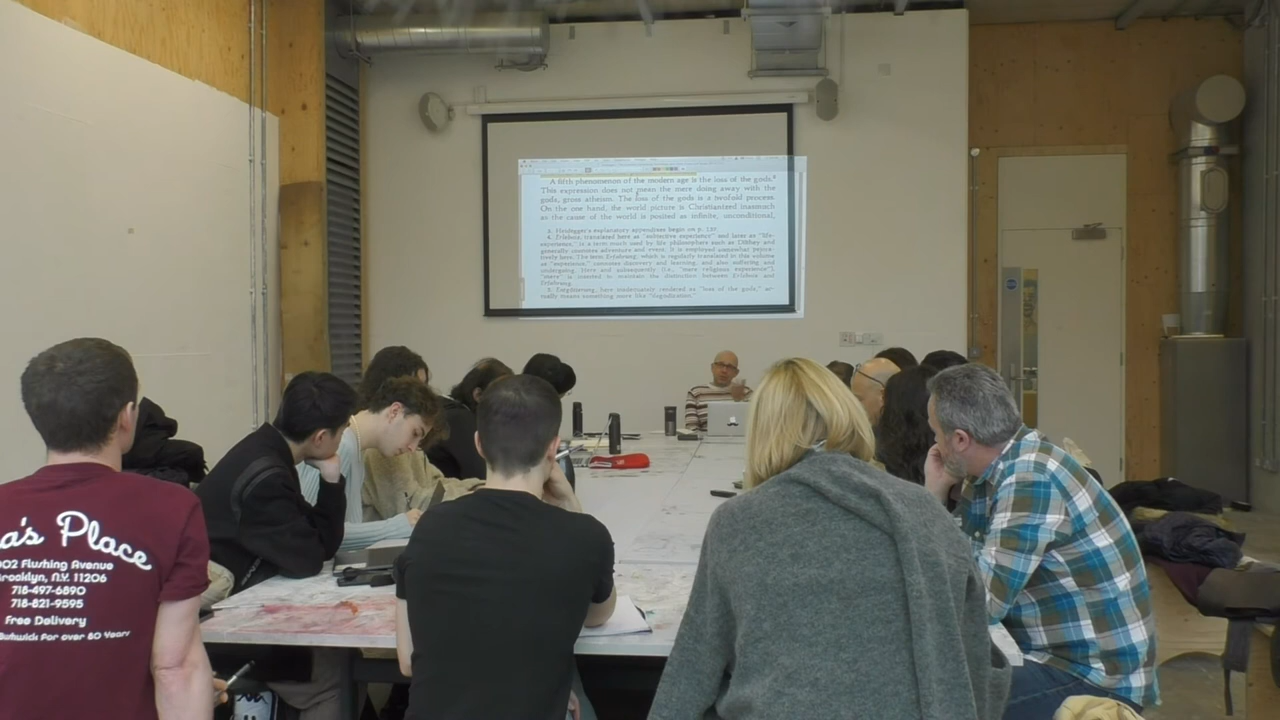 A fifth phenomenon of the modern age is the loss of the gods.
This expression does not mean the mere doing away with the
gods, gross atheism. The loss of the gods is a twofold process.
On the one hand, the world picture is Christianized inasmuch
as the cause of the world is posited as infinite, unconditional,
3. Heidegger's explanatory appendixes begin on p.
4. Erlebnis, translated here as "subjective experience" and later as "life-
experience," is a term much used by life philosophers such as Dilthey and
generally connotes adventure and event. It is employed somewhat pejora-
tively here. The term Erfahrung, which is regularly translated in this volume
as "experience," connotes discovery and learning, and also suffering and
undergoing. Here and subsequently (i.e., "mere religious experience"),
"mere" is inserted to maintain the distinction between Erlebnis and
Erfahrung.
5. Entgötterung, here inadequately rendered as "loss of the gods," ac-
tually means something more like "degodization."
a's Place
02 Flushing Avenue
Brooklyn, N.Y. 11206
718-497-6890
718-821-9595
Free Delivery
Bushwick For over 80 Years